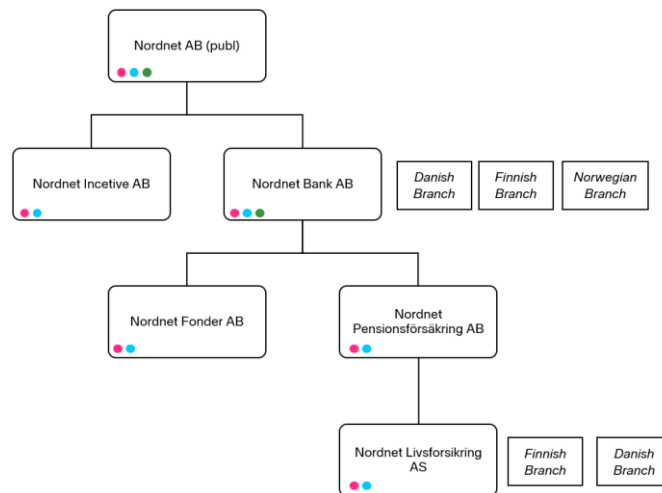 Nordnet AB (publ)
Nordnet Incetive AB
Nordnet Bank AB
Danish
Branch
Finnish
Branch
Norwegian
Branch
Nordnet Fonder AB
Nordnet
Pensionsförsäkring AB
Nordnet Livsforsikring
AS
Finnish
Branch
Danish
Branch